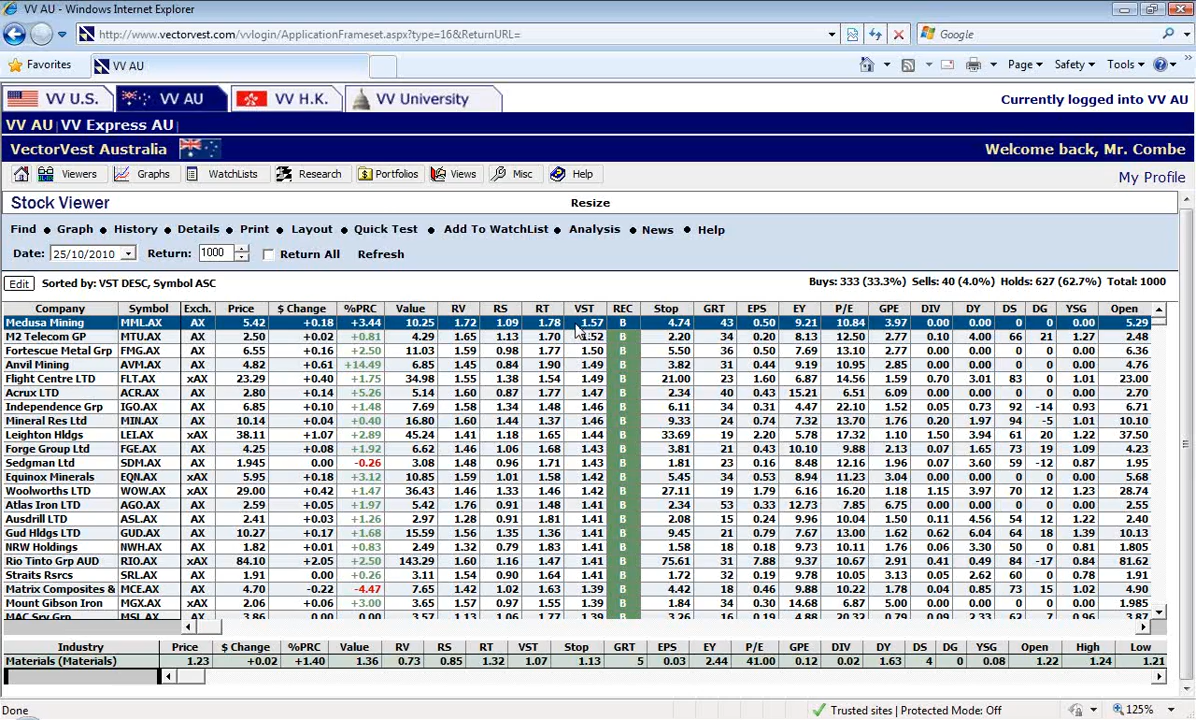 VV AU - Windows Internet Explorer
http://www.vectorvest.com/vvlogin/ApplicationFrameset.aspx?type=16&ReturnURL=
Google
Favorites VV AU Page Safety Tools
VV U.S. VV AU VV H.K. VV University Currently logged into VV AU
VV AU | VV Express AU |
VectorVest Australia Welcome back, Mr. Combe
Viewers Graphs WatchLists Research Portfolios Views Misc Help My Profile
Stock Viewer Resize
Find • Graph • History • Details • Print • Layout • Quick Test • Add To WatchList • Analysis • News • Help
Date: 25/10/2010 Return: 1000 Return All Refresh
Edit Sorted by: VST DESC, Symbol ASC Buys: 333 (33.3%) Sells: 40 (4.0%) Holds: 627 (62.7%) Total: 1000
Company Symbol Exch. Price $ Change %PRC Value RV RS RT VST REC Stop GRT EPS EY P/E GPE DIV DY DS DG YSG Open
Medusa Mining MML.AX AX 5.42 +0.18 +3.44 10.25 1.72 1.09 1.78 1.57 B 4.74 43 0.50 9.21 10.84 3.97 0.00 0.00 0 0 1.31 5.29
M2 Telecom GP MTU.AX AX 2.50 +0.02 +0.81 4.29 1.65 1.13 1.70 1.52 B 2.20 34 0.20 8.13 12.50 2.77 0.10 4.00 66 21 1.27 2.48
Fortescue Metal Grp FMG.AX AX 6.55 +0.16 +2.50 11.03 1.59 0.98 1.77 1.50 B 5.50 36 0.50 7.69 13.10 2.77 0.00 0.00 0 0 1.22 6.36
Anvil Mining AVM.AX AX 4.82 +0.61 +14.49 6.85 1.45 0.84 1.90 1.49 B 3.82 31 0.44 9.19 10.95 2.85 0.00 0.00 0 0 1.11 4.76
Flight Centre LTD FLT.AX xAX 23.29 +0.40 +1.75 34.98 1.55 1.38 1.54 1.49 B 21.00 23 1.60 6.87 14.56 1.59 0.70 3.01 83 0 1.01 23.00
Acrux LTD ACR.AX AX 2.80 +0.14 +5.26 5.14 1.60 0.87 1.77 1.47 B 2.34 40 0.43 15.21 6.51 6.09 0.00 0.00 0 0 1.21 2.70
Independence Grp IGO.AX AX 6.85 +0.10 +1.48 7.69 1.58 1.34 1.48 1.46 B 6.11 34 0.31 4.47 22.10 1.52 0.05 0.73 92 -14 0.93 6.71
Mineral Res Ltd MIN.AX AX 10.14 +0.04 +0.40 16.80 1.60 1.44 1.37 1.46 B 9.33 24 0.74 7.32 13.70 1.76 0.20 1.97 94 -5 1.01 10.10
Leighton Hldgs LEI.AX xAX 38.11 +1.07 +2.89 45.24 1.41 1.18 1.65 1.44 B 33.69 19 2.20 5.78 17.32 1.10 1.50 3.94 61 20 1.22 37.50
Forge Group Ltd FGE.AX AX 4.25 +0.08 +1.92 6.62 1.46 1.06 1.68 1.43 B 3.81 21 0.43 10.10 9.88 2.13 0.07 1.65 73 19 1.09 4.23
Sedgman Ltd SDM.AX AX 1.945 0.00 -0.26 3.08 1.48 0.96 1.71 1.43 B 1.81 23 0.16 8.48 12.16 1.96 0.07 3.60 59 -12 0.87 1.95
Equinox Minerals EQN.AX xAX 5.95 +0.18 +3.12 10.85 1.59 1.01 1.58 1.42 B 5.45 34 0.53 8.94 11.23 3.04 0.00 0.00 0 0 1.00 5.68
Woolworths LTD WOW.AX xAX 29.00 +0.42 +1.47 36.43 1.46 1.33 1.46 1.42 B 27.11 19 1.79 6.16 16.20 1.18 1.15 3.97 70 12 1.23 28.74
Atlas Iron LTD AGO.AX AX 2.59 +0.05 +1.97 5.42 1.76 0.91 1.48 1.41 B 2.34 53 0.33 12.73 7.85 6.75 0.00 0.00 0 0 1.00 2.55
Ausdrill LTD ASL.AX AX 2.41 +0.03 +1.26 2.97 1.28 0.91 1.81 1.41 B 2.08 15 0.24 9.96 10.04 1.50 0.11 4.56 54 12 1.22 2.40
Gud Hldgs LTD GUD.AX AX 10.27 +0.17 +1.68 15.59 1.56 1.35 1.36 1.41 B 9.45 21 0.79 7.67 13.00 1.62 0.62 6.04 64 18 1.39 10.13
NRW Holdings NWH.AX AX 1.82 +0.01 +0.83 2.49 1.32 0.79 1.83 1.41 B 1.58 18 0.18 9.73 10.11 1.76 0.06 3.30 50 0 0.81 1.805
Rio Tinto Grp AUD RIO.AX xAX 84.10 +2.05 +2.50 143.29 1.60 1.16 1.47 1.41 B 75.61 31 7.88 9.37 10.67 2.91 0.41 0.49 84 -17 0.84 81.62
Straits Rsrcs SRL.AX AX 1.91 0.00 +0.26 3.11 1.54 0.90 1.64 1.41 B 1.72 32 0.19 9.78 10.05 3.13 0.05 2.62 60 0 0.78 1.91
Matrix Composites & MCE.AX AX 4.70 -0.22 -4.47 7.65 1.42 1.02 1.63 1.39 B 4.42 18 0.46 9.88 10.22 1.78 0.04 0.85 73 15 1.02 4.90
Mount Gibson Iron MGX.AX xAX 2.06 +0.06 +3.00 3.65 1.57 0.97 1.55 1.39 B 1.84 34 0.30 14.68 6.87 5.00 0.00 0.00 0 0 1.00 1.985
MAC Srv Grp MSL.AX AX 3.86 0.00 0.00 3.57 1.13 1.06 1.77 1.39 B 3.26 16 0.19 4.88 20.32 0.79 0.09 2.33 62 7 0.96 3.87
Industry Price $ Change %PRC Value RV RS RT VST Stop GRT EPS EY P/E GPE DIV DY DS DG YSG Open High Low
Materials (Materials) 1.23 +0.02 +1.40 1.36 0.73 0.85 1.32 1.07 1.13 5 0.03 2.44 41.00 0.12 0.02 1.63 4 0 0.08 1.22 1.24 1.21
Done Trusted sites | Protected Mode: Off 125%